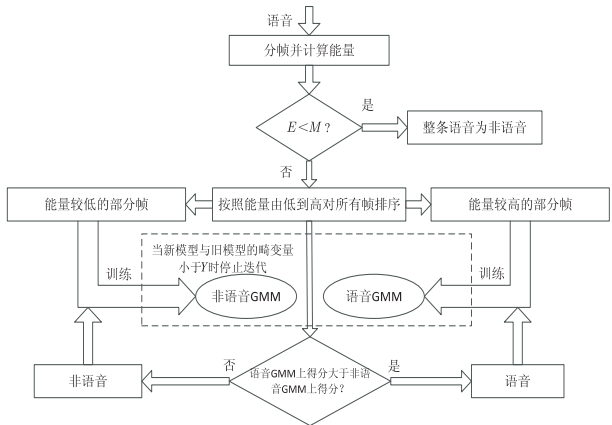 语音
分帧并计算能量
E<M？
是
整条语音为非语音
否
能量较低的部分帧
按照能量由低到高对所有帧排序
能量较高的部分帧
当新模型与旧模型的畸变量
小于Y时停止迭代
训练
非语音GMM
语音GMM
训练
非语音
否
语音GMM上得分大于非语
音GMM上得分？
是
语音